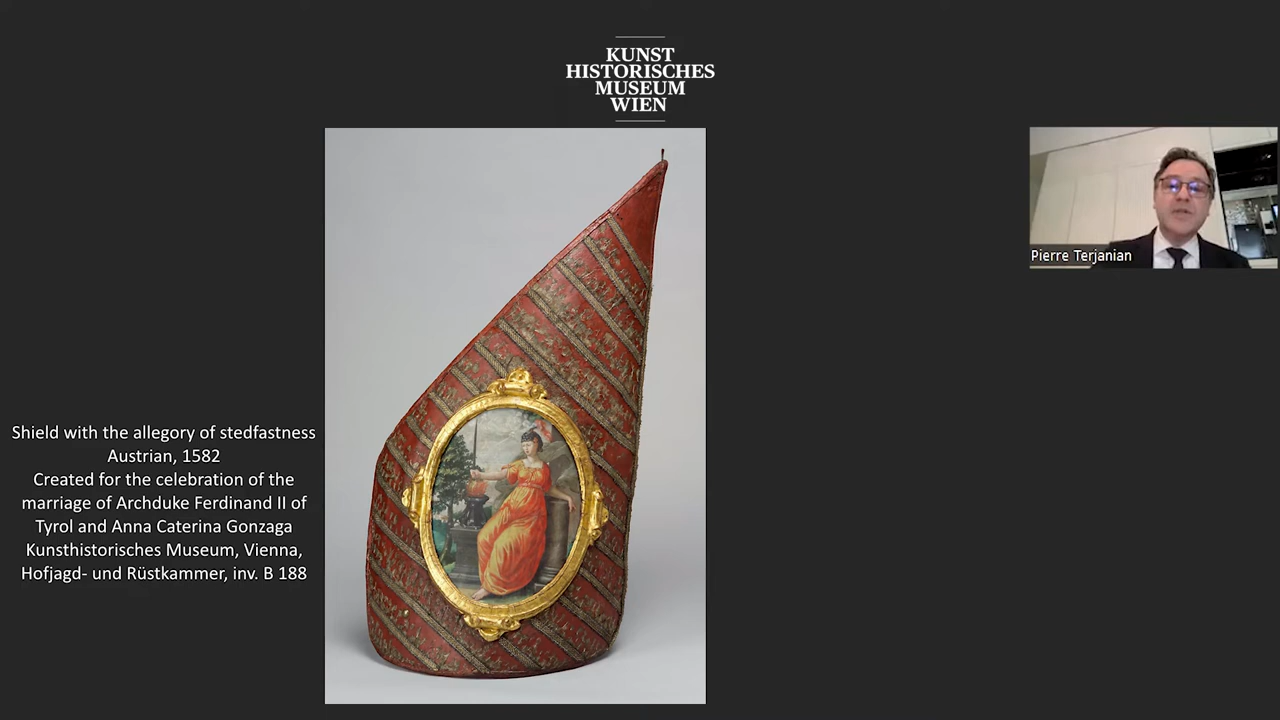 KUNST
HISTORISCHES
MUSEUM
WIEN
Pierre Terjanian
Shield with the allegory of stedfastness
Austrian, 1582
Created for the celebration of the
marriage of Archduke Ferdinand II of
Tyrol and Anna Caterina Gonzaga
Kunsthistorisches Museum, Vienna,
Hofjagd- und Rüstkammer, inv. B 188